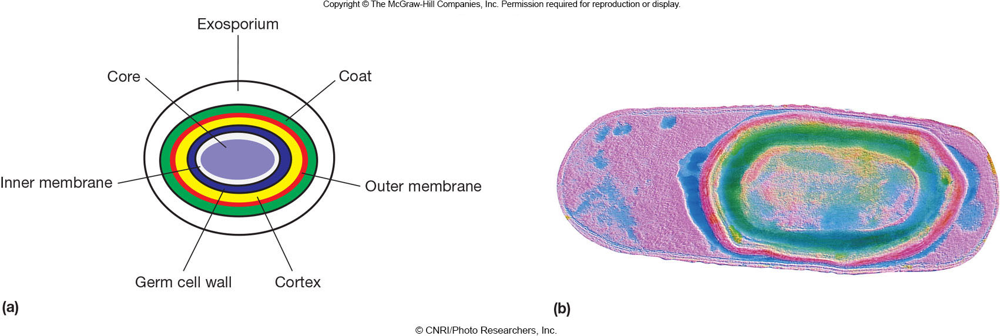 Copyright © The McGraw-Hill Companies, Inc. Permission required for reproduction or display.
Exosporium
Core
Coat
Inner membrane
Outer membrane
Germ cell wall
Cortex
(a)
(b)
© CNRI/Photo Researchers, Inc.